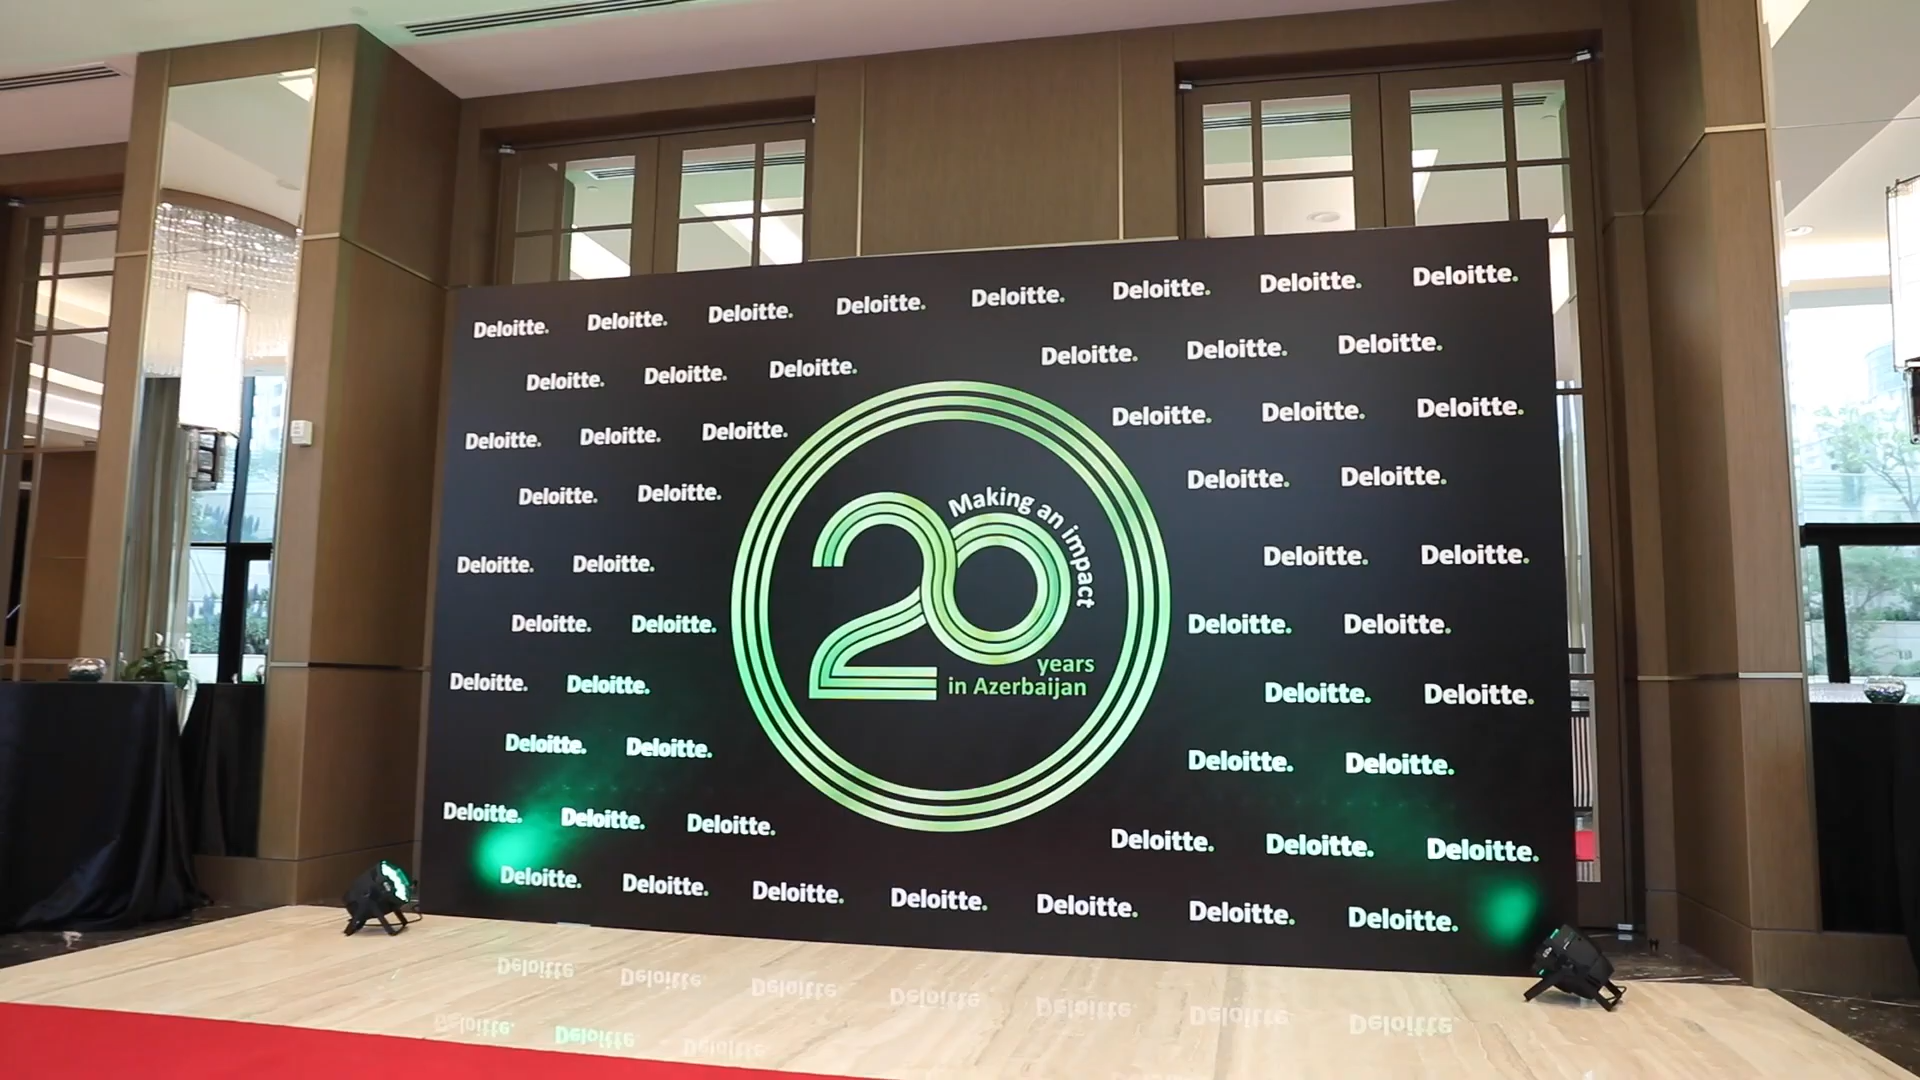 Deloitte. Deloitte. Deloitte. Deloitte. Deloitte. Deloitte. Deloitte. Deloitte.
Deloitte. Deloitte. Deloitte. Deloitte. Deloitte. Deloitte.
Deloitte. Deloitte. Deloitte. Deloitte. Deloitte. Deloitte.
Deloitte. Deloitte. Deloitte. Deloitte.
Making an impact
20
years
in Azerbaijan
Deloitte. Deloitte. Deloitte. Deloitte.
Deloitte. Deloitte. Deloitte. Deloitte.
Deloitte. Deloitte. Deloitte. Deloitte.
Deloitte. Deloitte. Deloitte. Deloitte.
Deloitte. Deloitte. Deloitte. Deloitte. Deloitte. Deloitte.
Deloitte. Deloitte. Deloitte. Deloitte. Deloitte. Deloitte. Deloitte.